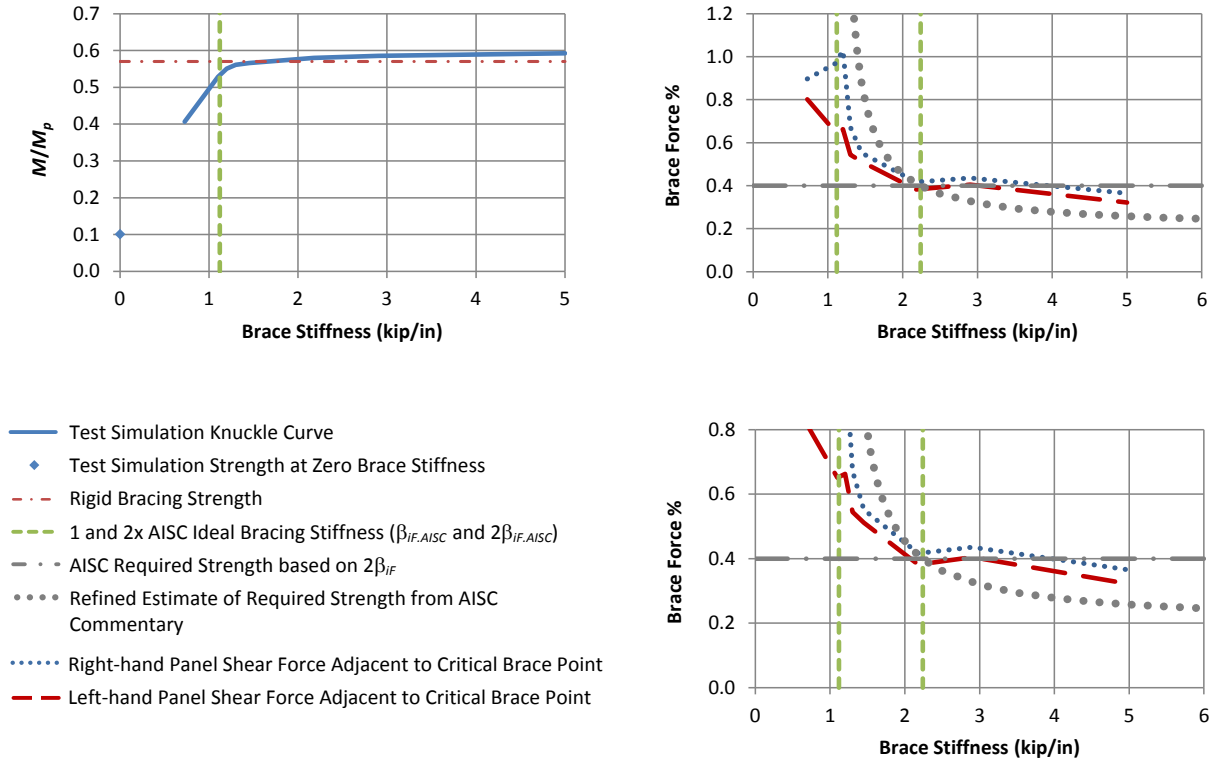 0.7
0.6
0.5
0.4
0.3
0.2
0.1
0.0
M/Mp
0 1 2 3 4 5
Brace Stiffness (kip/in)
1.2
1.0
0.8
0.6
0.4
0.2
0.0
Brace Force %
0 1 2 3 4 5 6
Brace Stiffness (kip/in)
Test Simulation Knuckle Curve
Test Simulation Strength at Zero Brace Stiffness
Rigid Bracing Strength
1 and 2x AISC Ideal Bracing Stiffness (βiF.AISC and 2βiF.AISC)
AISC Required Strength based on 2βiF
Refined Estimate of Required Strength from AISC
Commentary
Right-hand Panel Shear Force Adjacent to Critical Brace Point
Left-hand Panel Shear Force Adjacent to Critical Brace Point
0.8
0.6
0.4
0.2
0.0
Brace Force %
0 1 2 3 4 5 6
Brace Stiffness (kip/in)